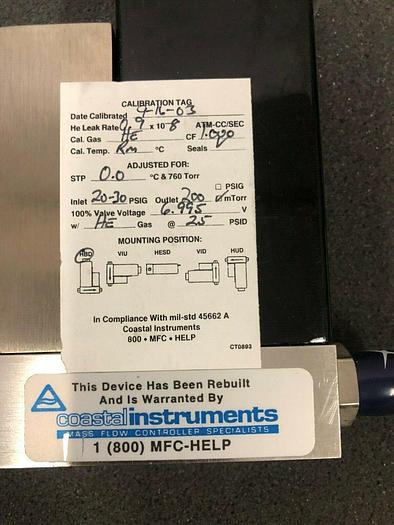 CALIBRATION TAG
Date Calibrated 4-16-03
He Leak Rate 0.9 x 10 -8 ATM-CC/SEC
Cal. Gas HE CF 1.000
Cal. Temp. Rm °C Seals
ADJUSTED FOR:
STP 0.0 °C & 760 Torr
☐ PSIG
Inlet 20-30 PSIG Outlet 200 ☑ mTorr
100% Valve Voltage 6.995 V
w/ HE Gas @ 25 PSID
MOUNTING POSITION:
HBD VIU HESD VID HUD
In Compliance With mil-std 45662 A
Coastal Instruments
800 • MFC • HELP
CT0893
This Device Has Been Rebuilt
And Is Warranted By
coastalinstruments
MASS FLOW CONTROLLER SPECIALISTS
1 (800) MFC-HELP